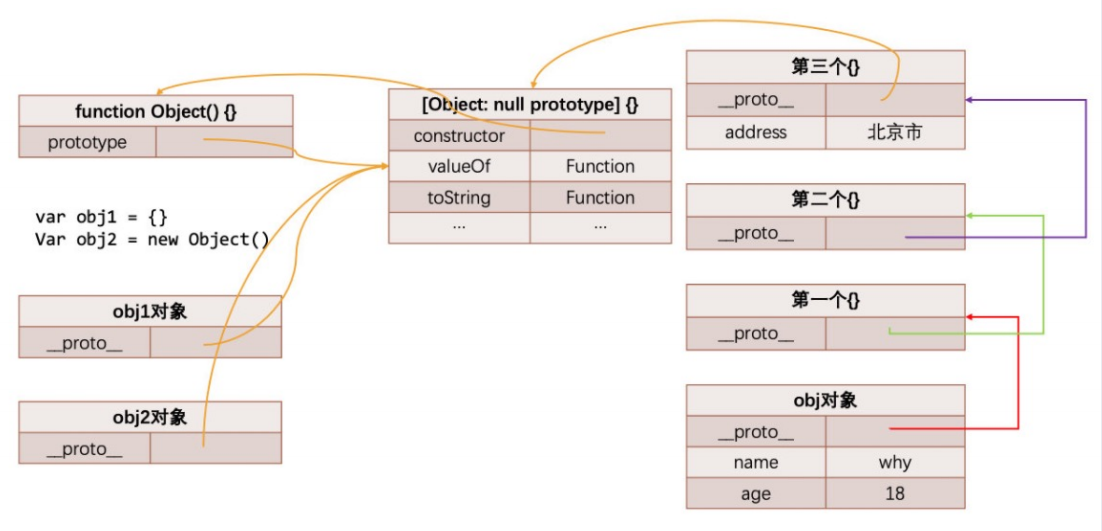 function Object() {}
prototype
var obj1 = {}
Var obj2 = new Object()
obj1对象
__proto__
obj2对象
__proto__
[Object: null prototype] {}
constructor
valueOf Function
toString Function
... ...
第三个{}
__proto__
address 北京市
第二个{}
__proto__
第一个{}
__proto__
obj对象
__proto__
name why
age 18